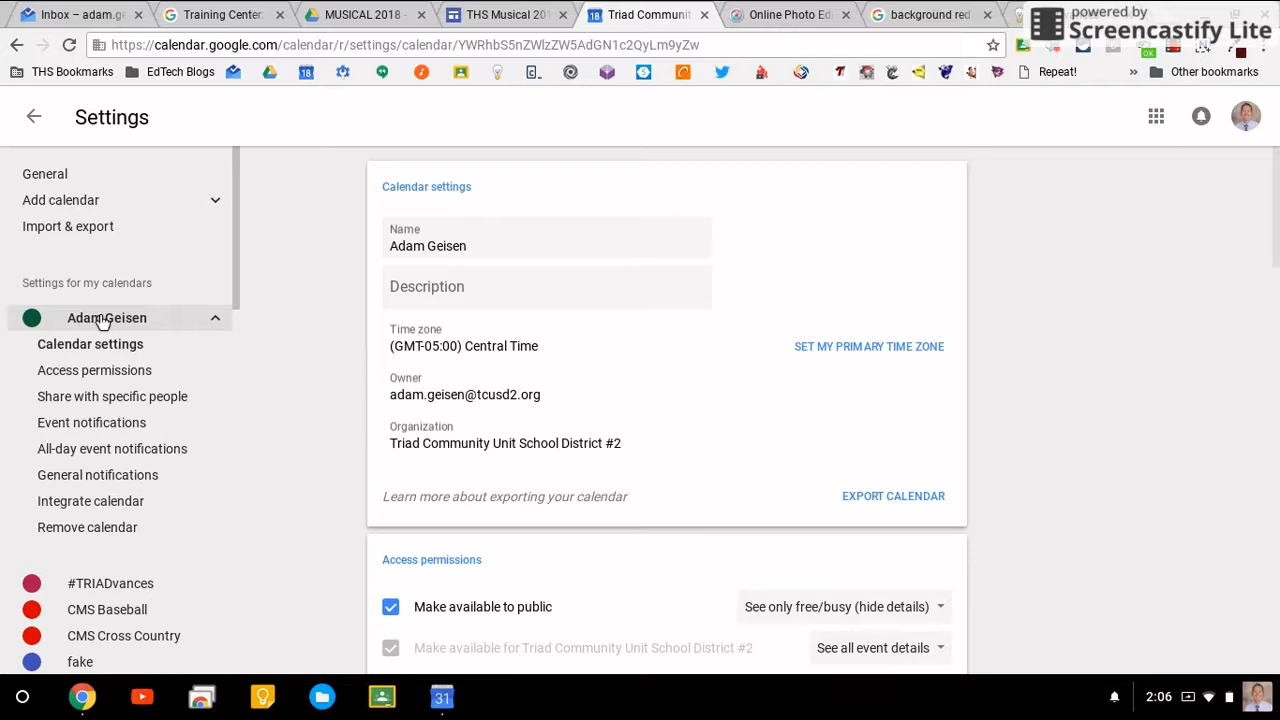 Inbox – adam.ge
Training Center
MUSICAL 2018
THS Musical 201
Triad Communit
Online Photo Edi
background red
powered by
Screencastify Lite
https://calendar.google.com/calendar/r/settings/calendar/YWRhbS5nZWlzZW5AdGN1c2QyLm9yZw
THS Bookmarks
EdTech Blogs
Repeat!
»
Other bookmarks
Settings
General
Add calendar
Import & export
Settings for my calendars
Adam Geisen
Calendar settings
Access permissions
Share with specific people
Event notifications
All-day event notifications
General notifications
Integrate calendar
Remove calendar
#TRIADvances
CMS Baseball
CMS Cross Country
fake
Calendar settings
Name
Adam Geisen
Description
Time zone
(GMT-05:00) Central Time
SET MY PRIMARY TIME ZONE
Owner
adam.geisen@tcusd2.org
Organization
Triad Community Unit School District #2
Learn more about exporting your calendar
EXPORT CALENDAR
Access permissions
Make available to public
See only free/busy (hide details)
Make available for Triad Community Unit School District #2
See all event details
31
2:06